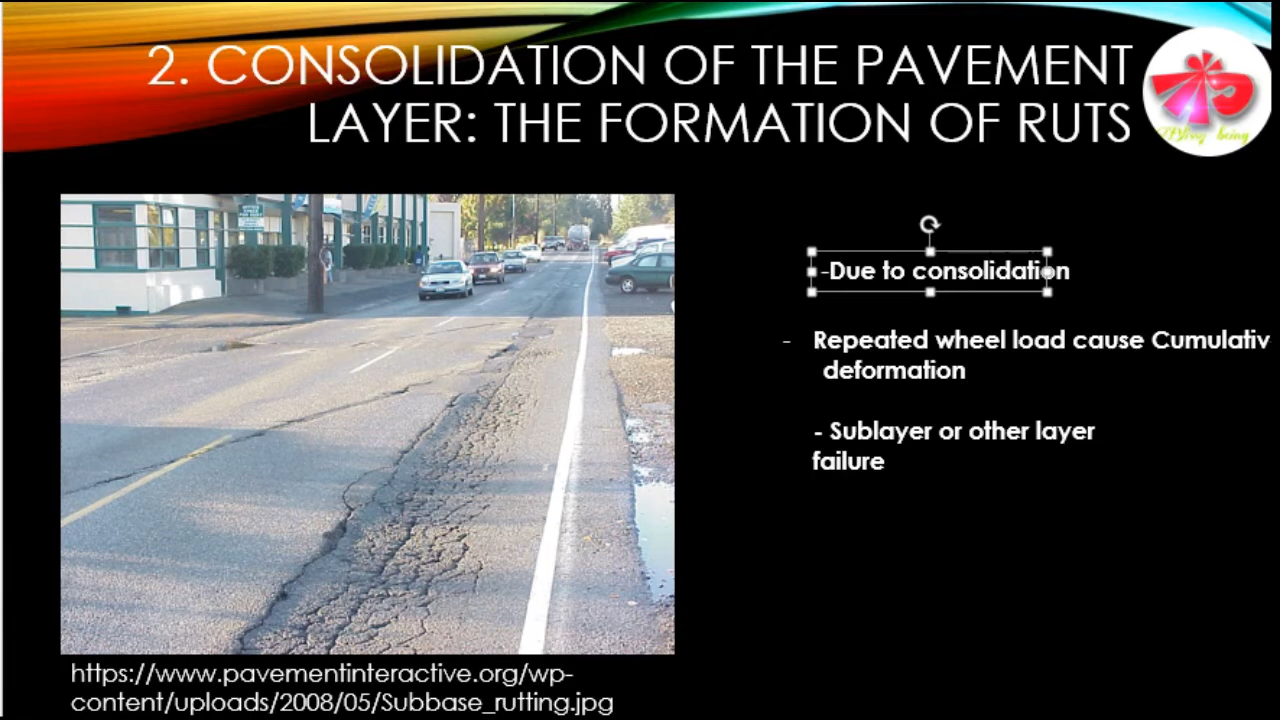 2. CONSOLIDATION OF THE PAVEMENT
LAYER: THE FORMATION OF RUTS
-Due to consolidation
- Repeated wheel load cause Cumulativ
deformation
- Sublayer or other layer
failure
https://www.pavementinteractive.org/wp-
content/uploads/2008/05/Subbase_rutting.jpg